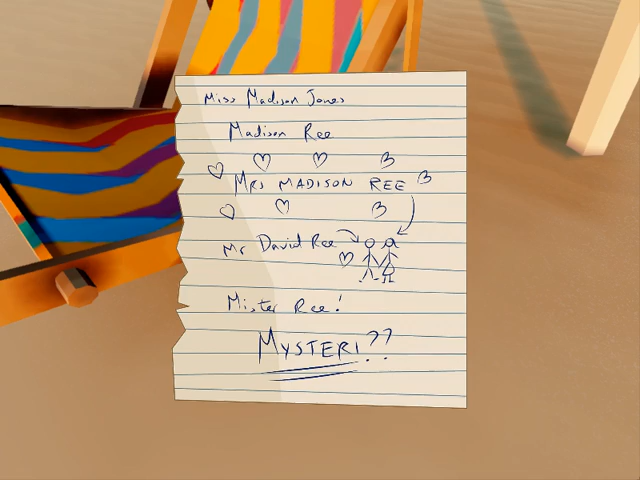 Miss Madison Jones
Madison Ree
Mrs MADISON REE
Mr David Ree
Mister Ree!
MYSTERI??